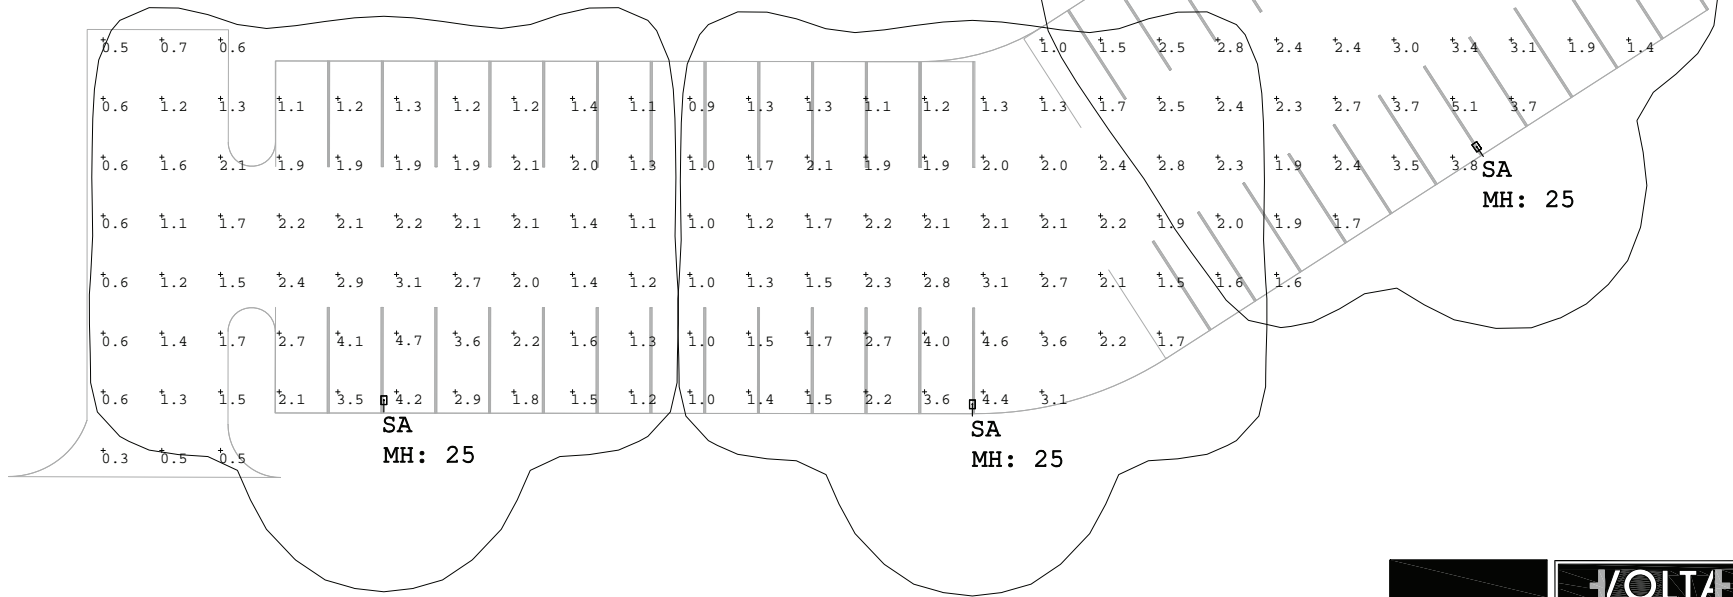 0.5 0.7 0.6 1.0 1.5 2.5 2.8 2.4 2.4 3.0 3.4 3.1 1.9 1.4
0.6 1.2 1.3 1.1 1.2 1.3 1.2 1.2 1.4 1.1 0.9 1.3 1.3 1.1 1.2 1.3 1.3 1.7 2.5 2.4 2.3 2.7 3.7 5.1 3.7
0.6 1.6 2.1 1.9 1.9 1.9 1.9 2.1 2.0 1.3 1.0 1.7 2.1 1.9 1.9 2.0 2.0 2.4 2.8 2.3 1.9 2.4 3.5 3.8
SA
MH: 25
0.6 1.1 1.7 2.2 2.1 2.2 2.1 2.1 1.4 1.1 1.0 1.2 1.7 2.2 2.1 2.1 2.1 2.2 1.9 2.0 1.9 1.7
0.6 1.2 1.5 2.4 2.9 3.1 2.7 2.0 1.4 1.2 1.0 1.3 1.5 2.3 2.8 3.1 2.7 2.1 1.5 1.6 1.6
0.6 1.4 1.7 2.7 4.1 4.7 3.6 2.2 1.6 1.3 1.0 1.5 1.7 2.7 4.0 4.6 3.6 2.2 1.7
0.6 1.3 1.5 2.1 3.5 4.2 2.9 1.8 1.5 1.2 1.0 1.4 1.5 2.2 3.6 4.4 3.1
SA
MH: 25
SA
MH: 25
0.3 0.5 0.5
VOLTA